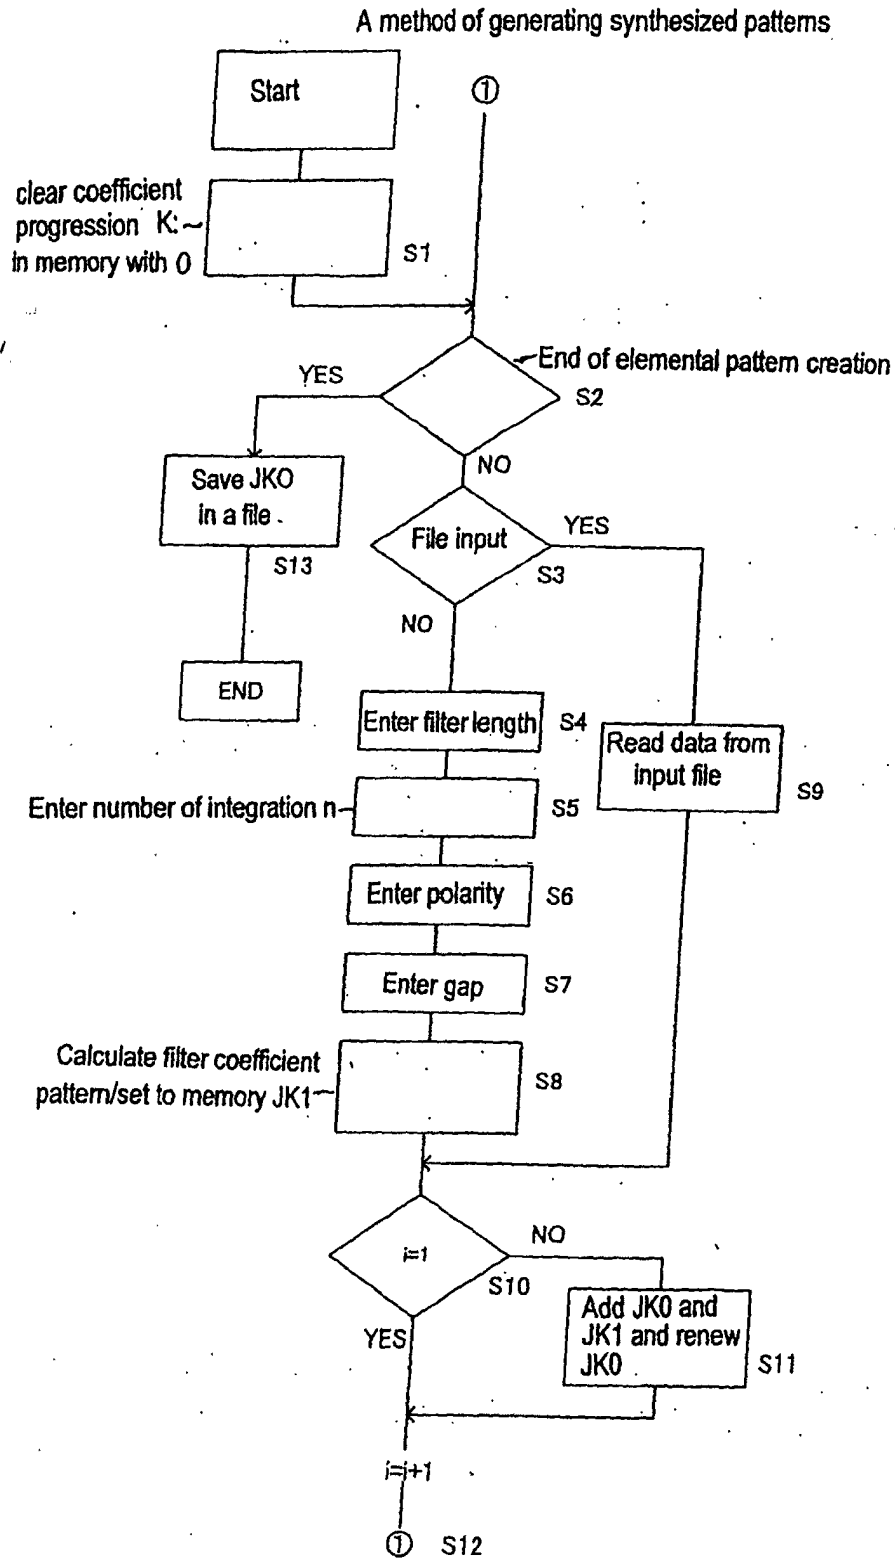 A method of generating synthesized patterns
Start
①
clear coefficient
progression K:
in memory with 0
S1
End of elemental pattern creation
YES
S2
NO
Save JKO
in a file
S13
File input
YES
S3
NO
END
Enter filter length
S4
Read data from
input file
S9
Enter number of integration n
S5
Enter polarity
S6
Enter gap
S7
Calculate filter coefficient
pattern/set to memory JK1
S8
i=1
NO
S10
YES
Add JK0 and
JK1 and renew
JK0
S11
i=i+1
① S12